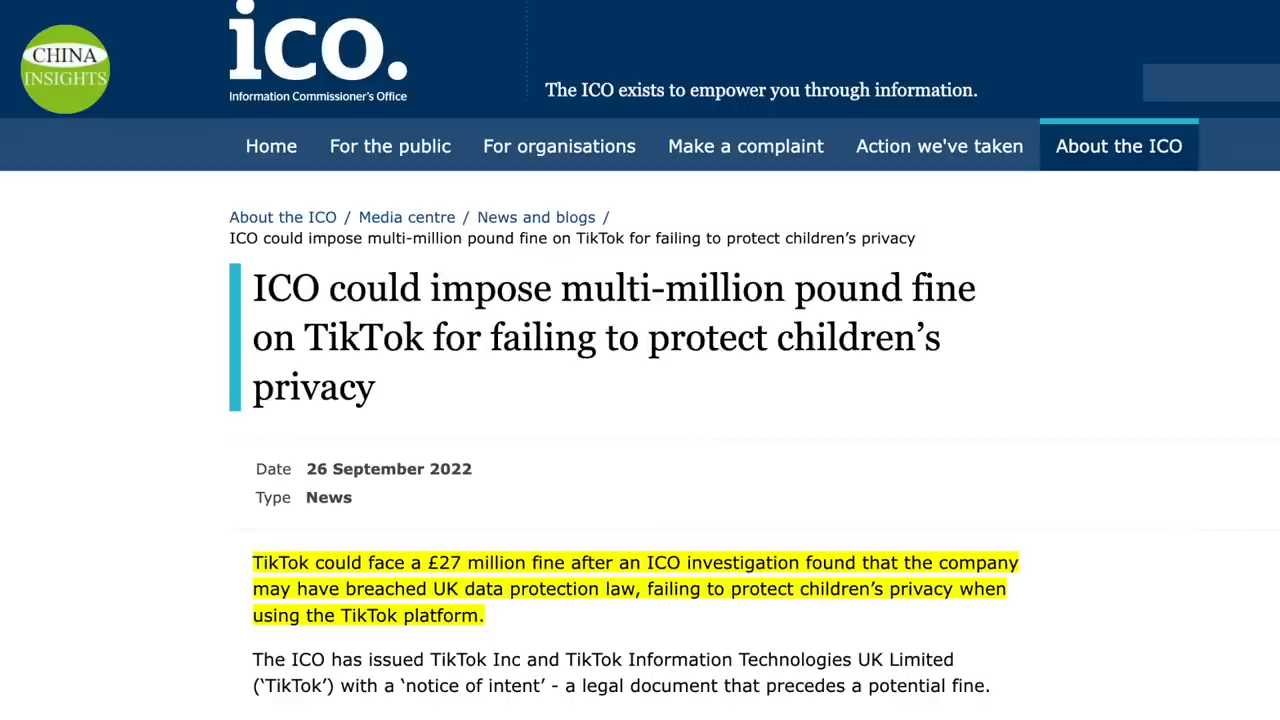 CHINA
INSIGHTS
ico.
Information Commissioner's Office
The ICO exists to empower you through information.
Home For the public For organisations Make a complaint Action we've taken About the ICO
About the ICO / Media centre / News and blogs /
ICO could impose multi-million pound fine on TikTok for failing to protect children’s privacy
ICO could impose multi-million pound fine
on TikTok for failing to protect children’s
privacy
Date 26 September 2022
Type News
TikTok could face a £27 million fine after an ICO investigation found that the company
may have breached UK data protection law, failing to protect children’s privacy when
using the TikTok platform.
The ICO has issued TikTok Inc and TikTok Information Technologies UK Limited
(‘TikTok’) with a ‘notice of intent’ - a legal document that precedes a potential fine.